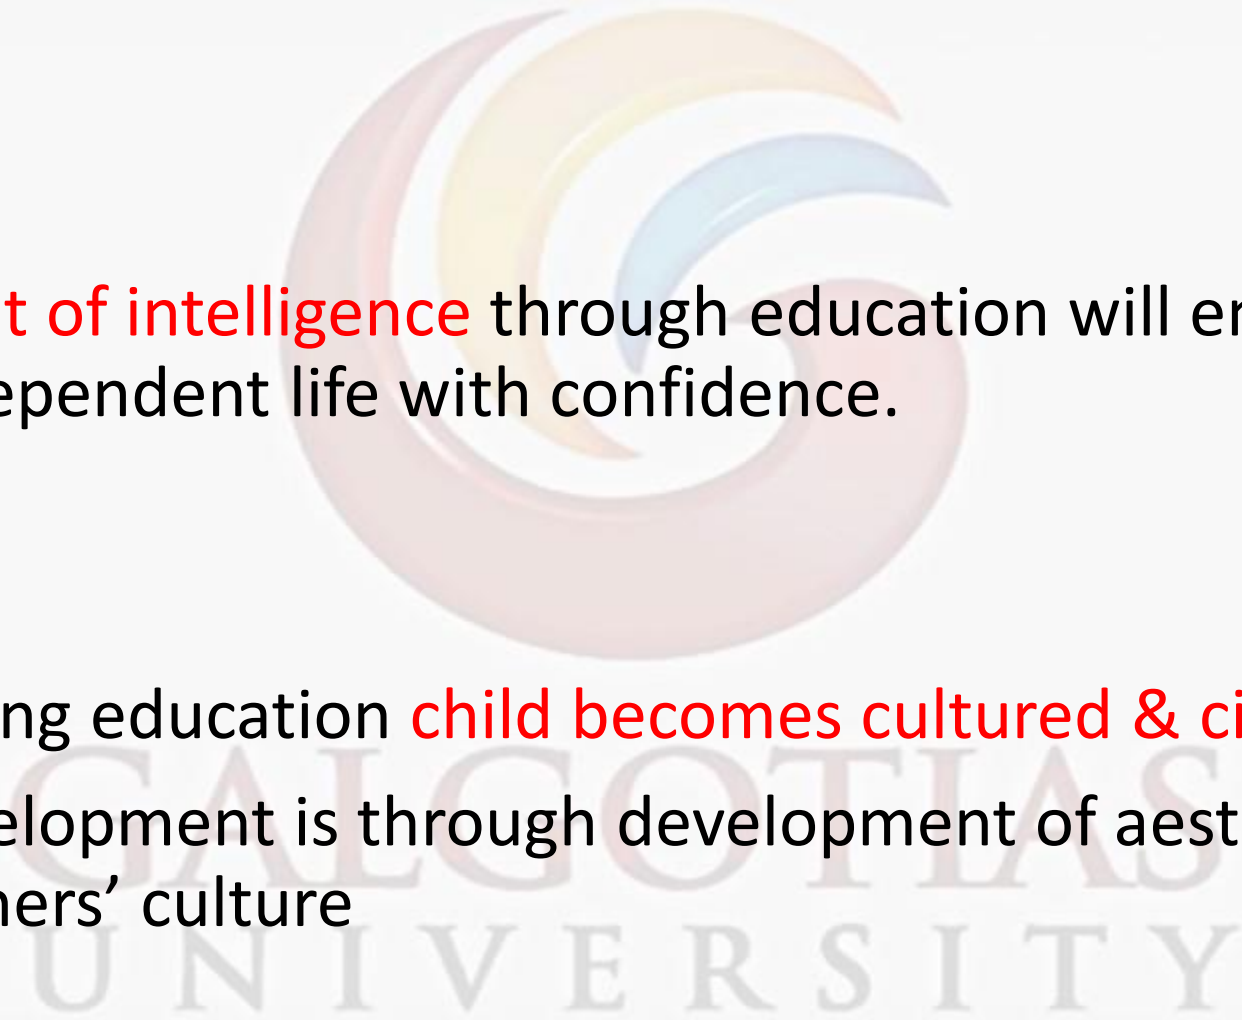 t of intelligence through education will er
ependent life with confidence.
ng education child becomes cultured & ci
elopment is through development of aest
ners’ culture
GALGOTIAS
UNIVERSITY